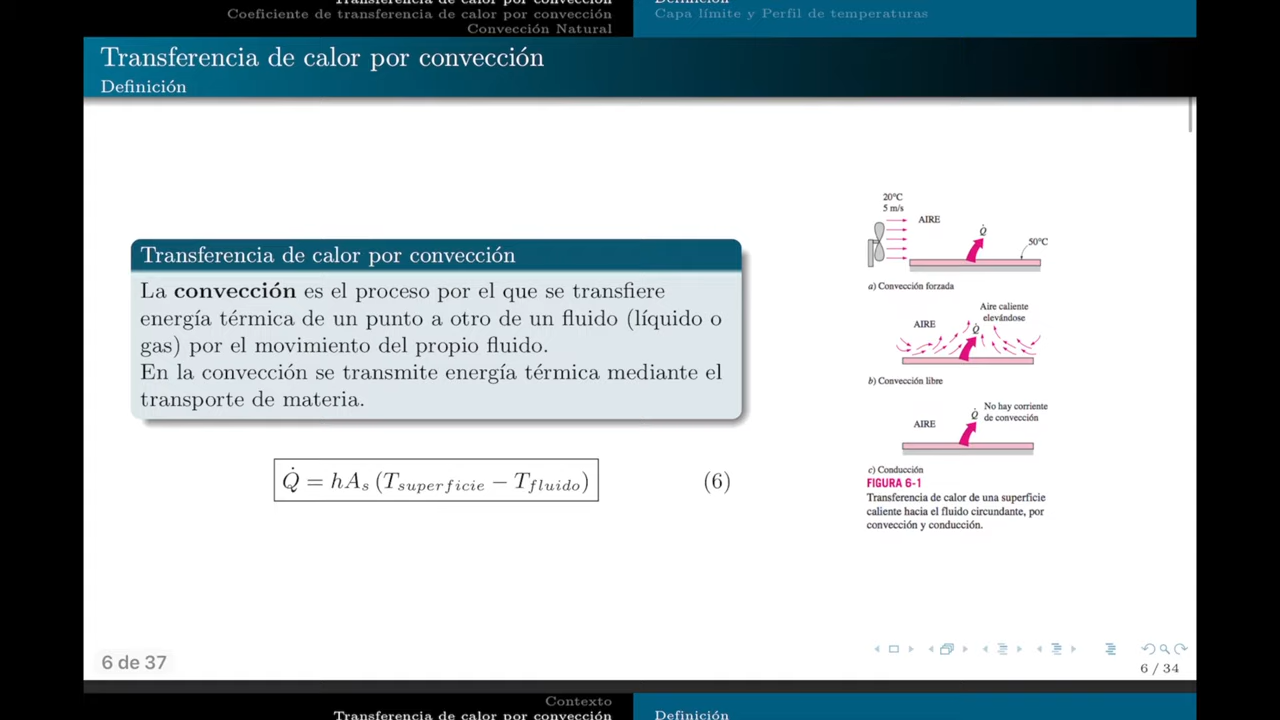 Transferencia de calor por convección
Coeficiente de transferencia de calor por convección
Convección Natural
Definición
Capa límite y Perfil de temperaturas
Transferencia de calor por convección
Definición
Transferencia de calor por convección
La convección es el proceso por el que se transfiere
energía térmica de un punto a otro de un fluido (líquido o
gas) por el movimiento del propio fluido.
En la convección se transmite energía térmica mediante el
transporte de materia.
Q̇ = hA_s (T_superficie − T_fluido) (6)
20°C
5 m/s
AIRE
Q̇
50°C
a) Convección forzada
Aire caliente
elevándose
AIRE
Q̇
b) Convección libre
No hay corriente
de convección
AIRE
Q̇
c) Conducción
FIGURA 6-1
Transferencia de calor de una superficie
caliente hacia el fluido circundante, por
convección y conducción.
6 de 37
6 / 34
Contexto
Transferencia de calor por convección
Definición